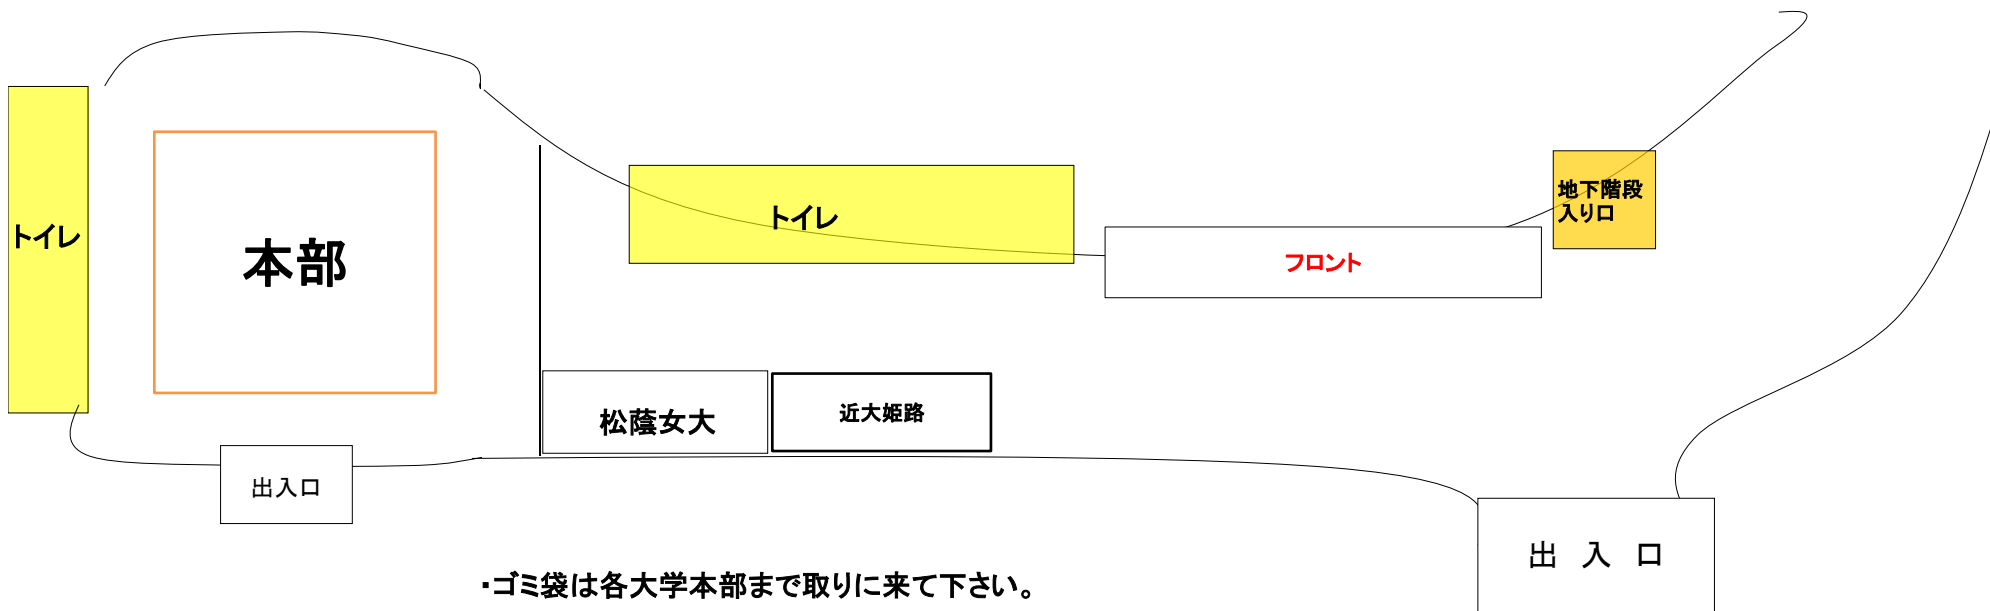 トイレ
本部
トイレ
地下階段
入り口
フロント
松蔭女大
近大姫路
出入口
出　入　口
・ゴミ袋は各大学本部まで取りに来て下さい。